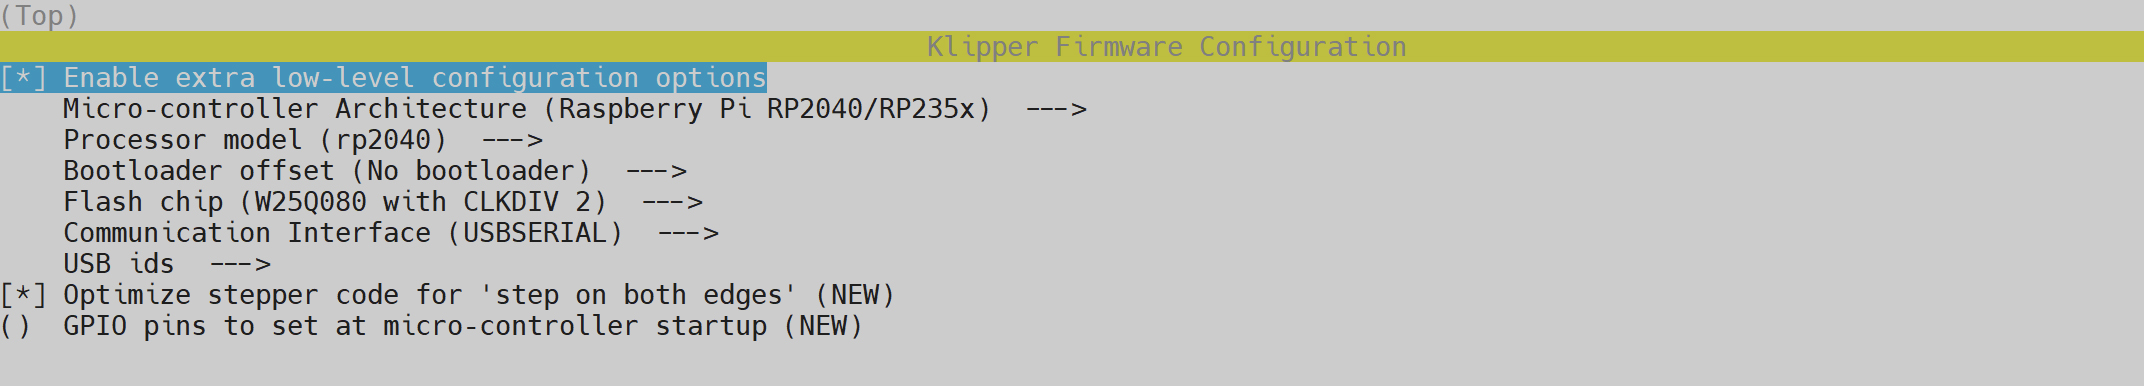 (Top)
Klipper Firmware Configuration
[*] Enable extra low-level configuration options
Micro-controller Architecture (Raspberry Pi RP2040/RP235x)  --->
Processor model (rp2040)  --->
Bootloader offset (No bootloader)  --->
Flash chip (W25Q080 with CLKDIV 2)  --->
Communication Interface (USBSERIAL)  --->
USB ids  --->
[*] Optimize stepper code for 'step on both edges' (NEW)
()  GPIO pins to set at micro-controller startup (NEW)